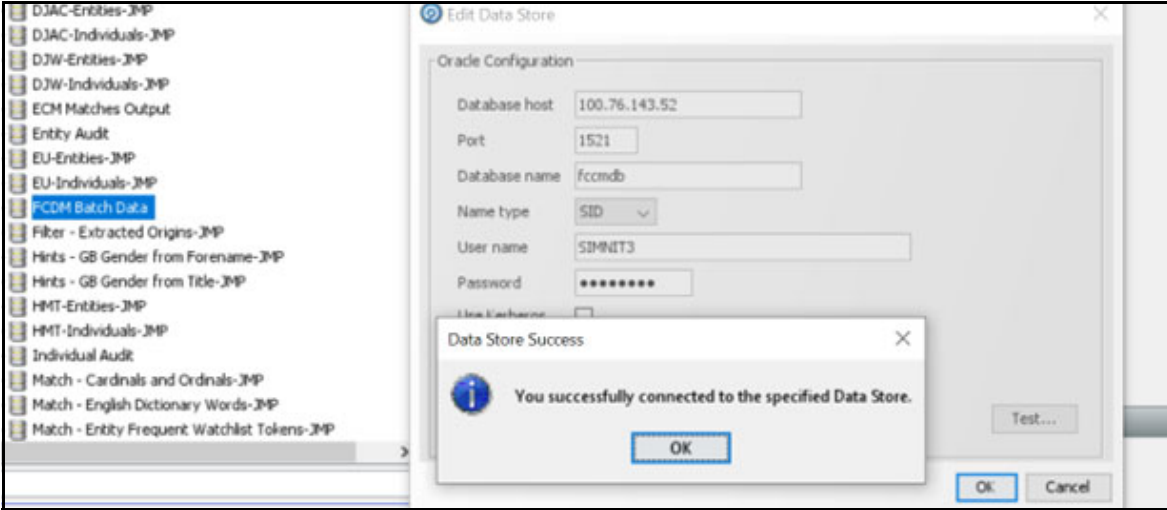 DJAC-Entities-JMP
DJAC-Individuals-JMP
DJW-Entities-JMP
DJW-Individuals-JMP
ECM Matches Output
Entity Audit
EU-Entities-JMP
EU-Individuals-JMP
FCDM Batch Data
Filter - Extracted Origins-JMP
Hints - GB Gender from Forename-JMP
Hints - GB Gender from Title-JMP
HMT-Entities-JMP
HMT-Individuals-JMP
Individual Audit
Match - Cardinals and Ordinals-JMP
Match - English Dictionary Words-JMP
Match - Entity Frequent Watchlist Tokens-JMP
Edit Data Store
Oracle Configuration
Database host 100.76.143.52
Port 1521
Database name fccmdb
Name type SID
User name SIMNIT3
Password ●●●●●●●●
Use Kerberos
Data Store Success
You successfully connected to the specified Data Store.
OK
Test...
OK Cancel